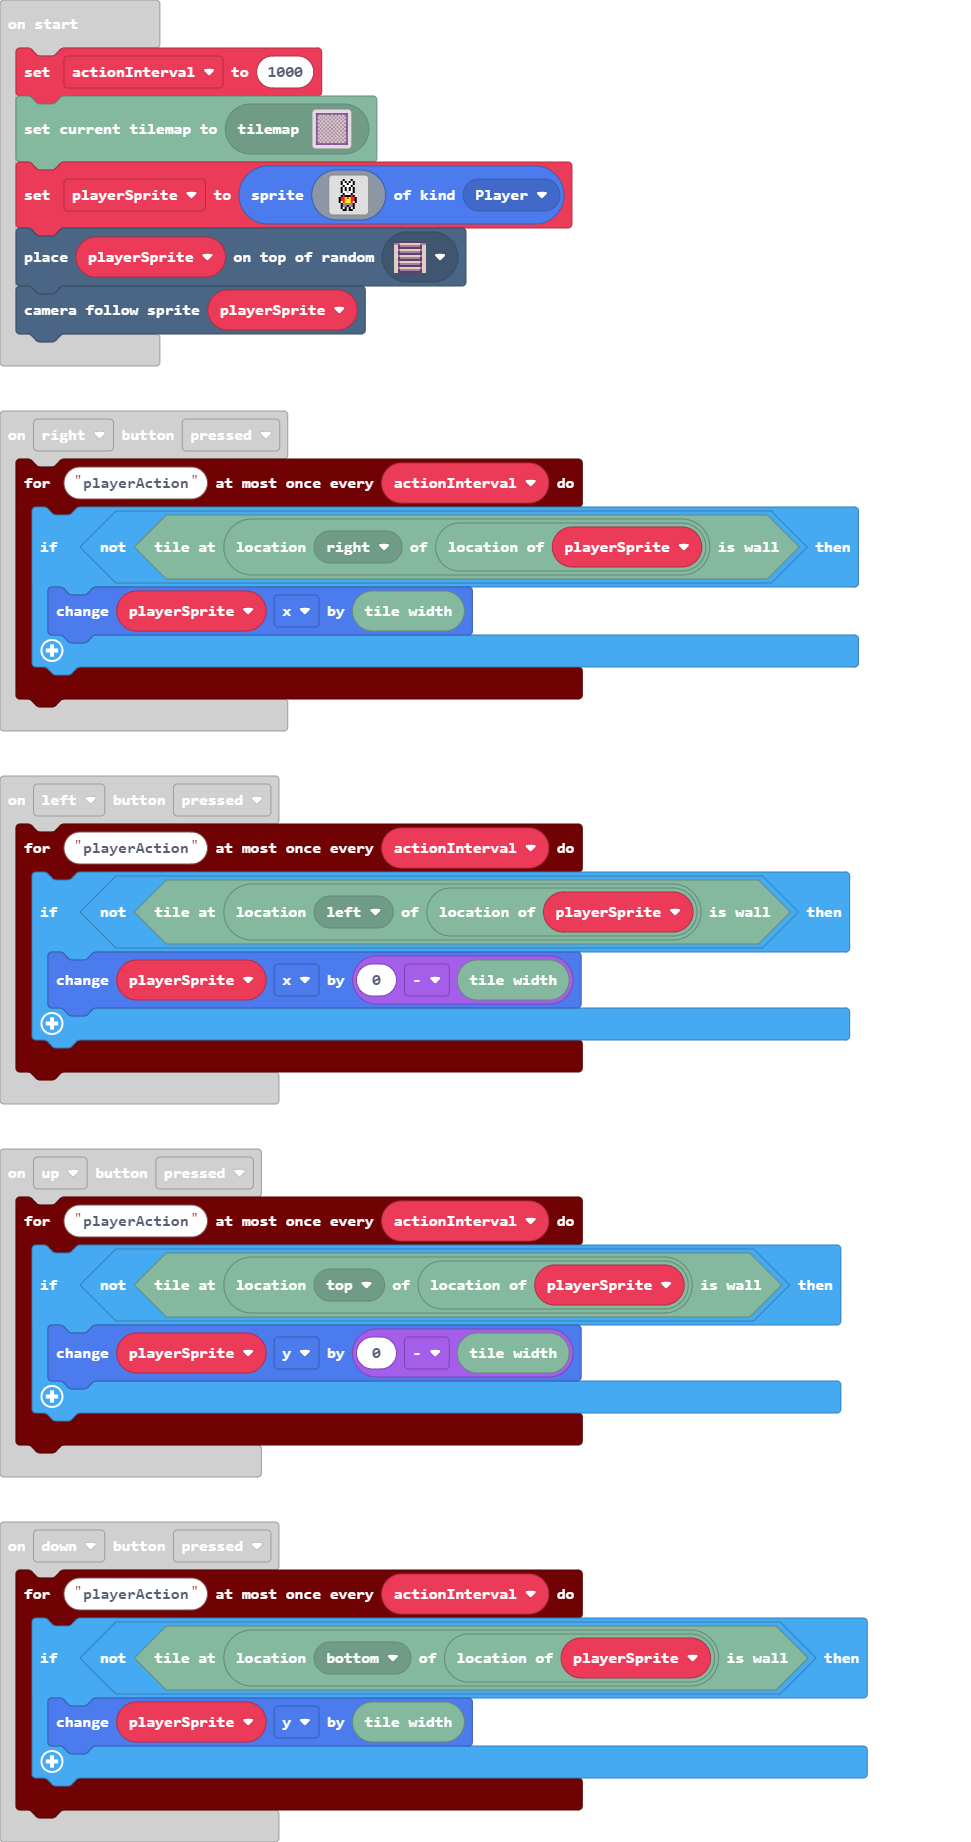 on start
set actionInterval to 1000
set current tilemap to tilemap
set playerSprite to sprite of kind Player
place playerSprite on top of random
camera follow sprite playerSprite
on right button pressed
for "playerAction" at most once every actionInterval do
if not tile at location right of location of playerSprite is wall then
change playerSprite x by tile width
on left button pressed
for "playerAction" at most once every actionInterval do
if not tile at location left of location of playerSprite is wall then
change playerSprite x by 0 - tile width
on up button pressed
for "playerAction" at most once every actionInterval do
if not tile at location top of location of playerSprite is wall then
change playerSprite y by 0 - tile width
on down button pressed
for "playerAction" at most once every actionInterval do
if not tile at location bottom of location of playerSprite is wall then
change playerSprite y by tile width